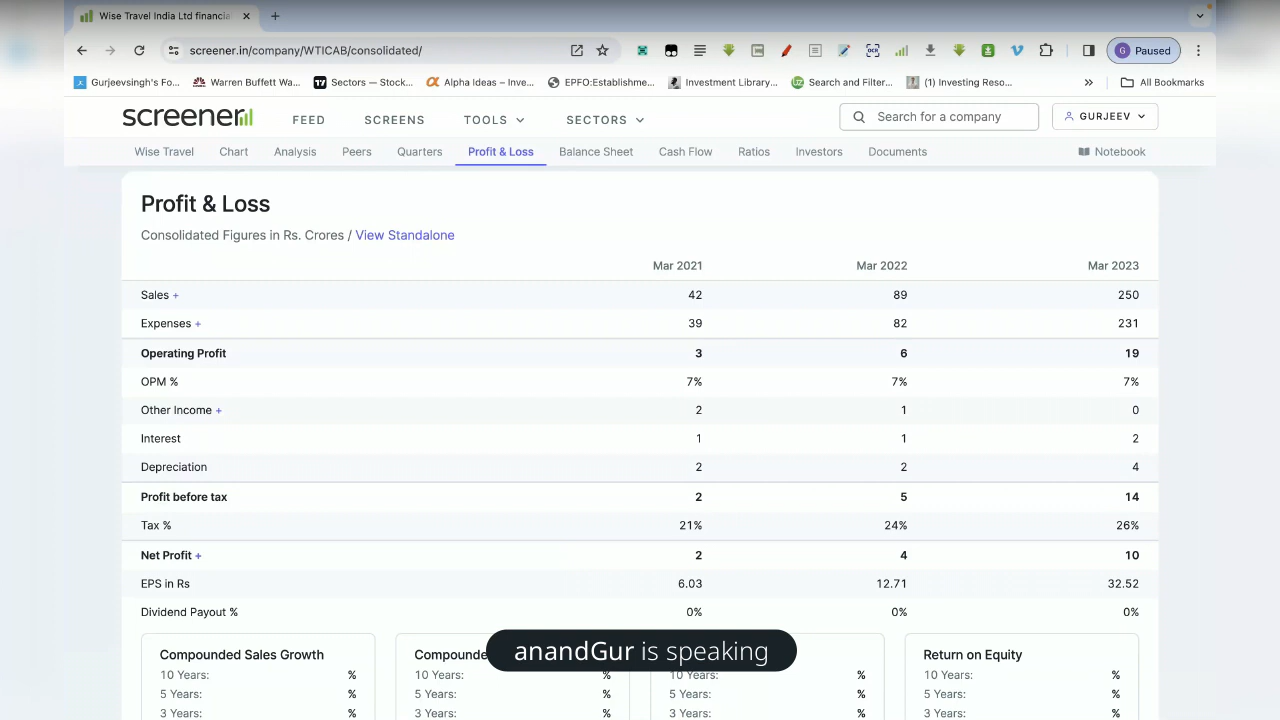 Wise Travel India Ltd financia
screener.in/company/WTICAB/consolidated/
G Paused
Gurjeevsingh's Fo... Warren Buffett Wa... Sectors — Stock... Alpha Ideas – Inve... EPFO:Establishme... Investment Library... Search and Filter... (1) Investing Reso... » All Bookmarks
screener FEED SCREENS TOOLS SECTORS Search for a company GURJEEV
Wise Travel Chart Analysis Peers Quarters Profit & Loss Balance Sheet Cash Flow Ratios Investors Documents Notebook
Profit & Loss
Consolidated Figures in Rs. Crores / View Standalone
Mar 2021 Mar 2022 Mar 2023
Sales + 42 89 250
Expenses + 39 82 231
Operating Profit 3 6 19
OPM % 7% 7% 7%
Other Income + 2 1 0
Interest 1 1 2
Depreciation 2 2 4
Profit before tax 2 5 14
Tax % 21% 24% 26%
Net Profit + 2 4 10
EPS in Rs 6.03 12.71 32.52
Dividend Payout % 0% 0% 0%
anandGur is speaking
Compounded Sales Growth Return on Equity
10 Years: % 10 Years: % 10 Years: % 10 Years: %
5 Years: % 5 Years: % 5 Years: % 5 Years: %
3 Years: % 3 Years: % 3 Years: % 3 Years: %